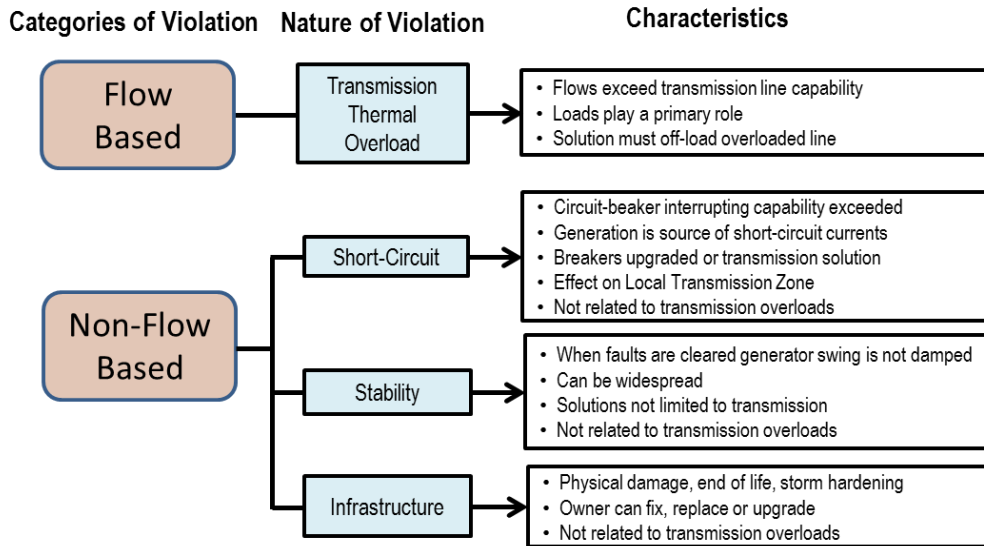 Categories of Violation
Nature of Violation
Characteristics
Flow
Based
Transmission
Thermal
Overload
• Flows exceed transmission line capability
• Loads play a primary role
• Solution must off-load overloaded line
Non-Flow
Based
Short-Circuit
• Circuit-beaker interrupting capability exceeded
• Generation is source of short-circuit currents
• Breakers upgraded or transmission solution
• Effect on Local Transmission Zone
• Not related to transmission overloads
Stability
• When faults are cleared generator swing is not damped
• Can be widespread
• Solutions not limited to transmission
• Not related to transmission overloads
Infrastructure
• Physical damage, end of life, storm hardening
• Owner can fix, replace or upgrade
• Not related to transmission overloads